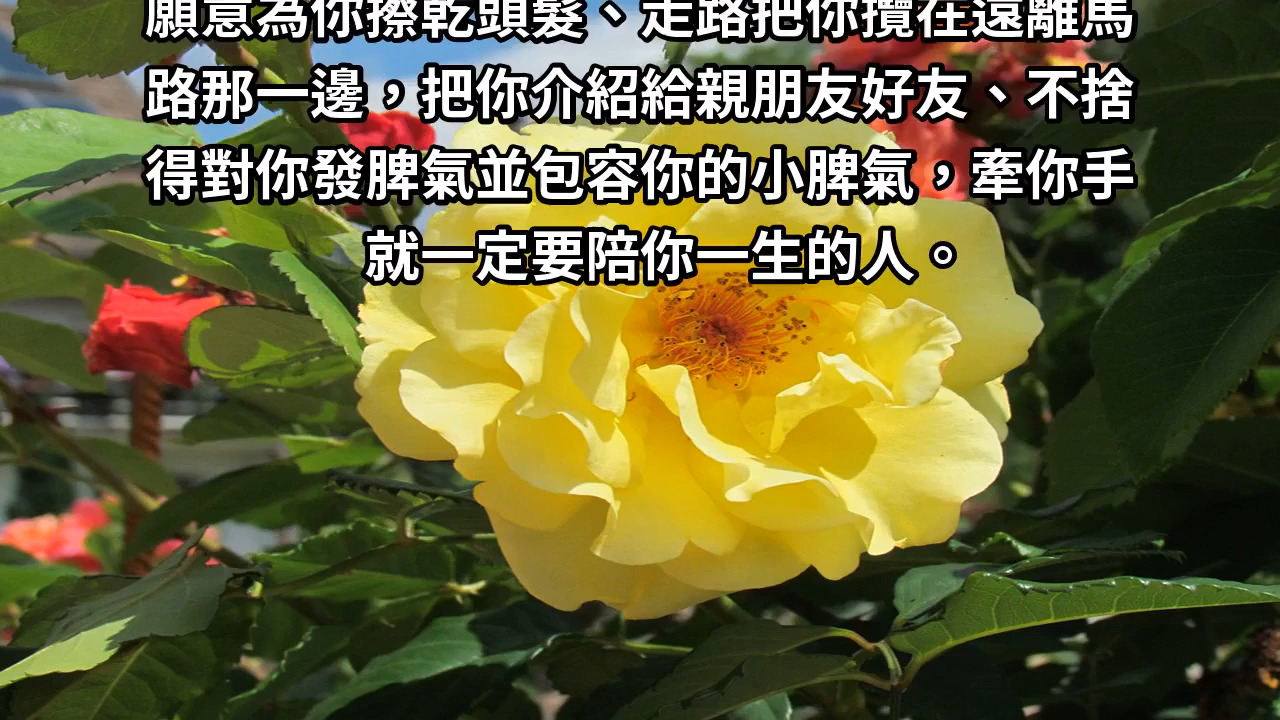 願意為你擦乾頭髮、走路把你攬在遠離馬
路那一邊，把你介紹給親朋友好友、不捨
得對你發脾氣並包容你的小脾氣，牽你手
就一定要陪你一生的人。